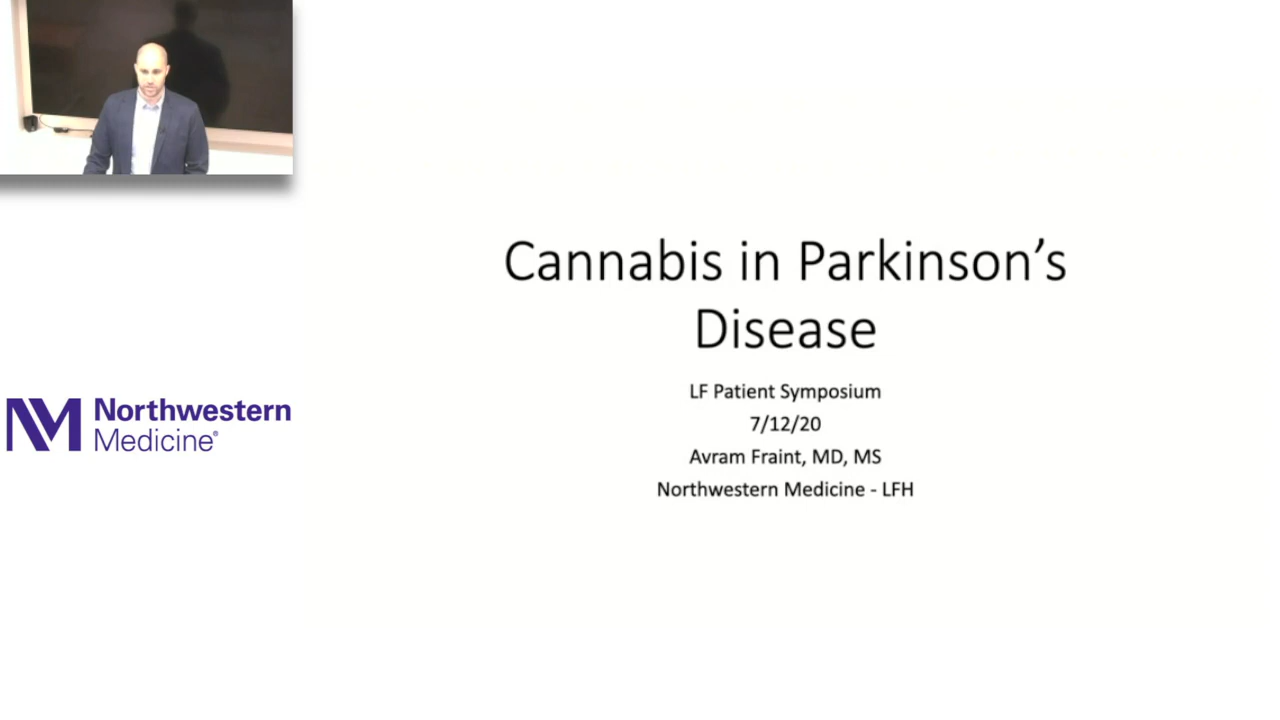 Cannabis in Parkinson's
Disease
LF Patient Symposium
7/12/20
Avram Fraint, MD, MS
Northwestern Medicine - LFH
Northwestern
Medicine®